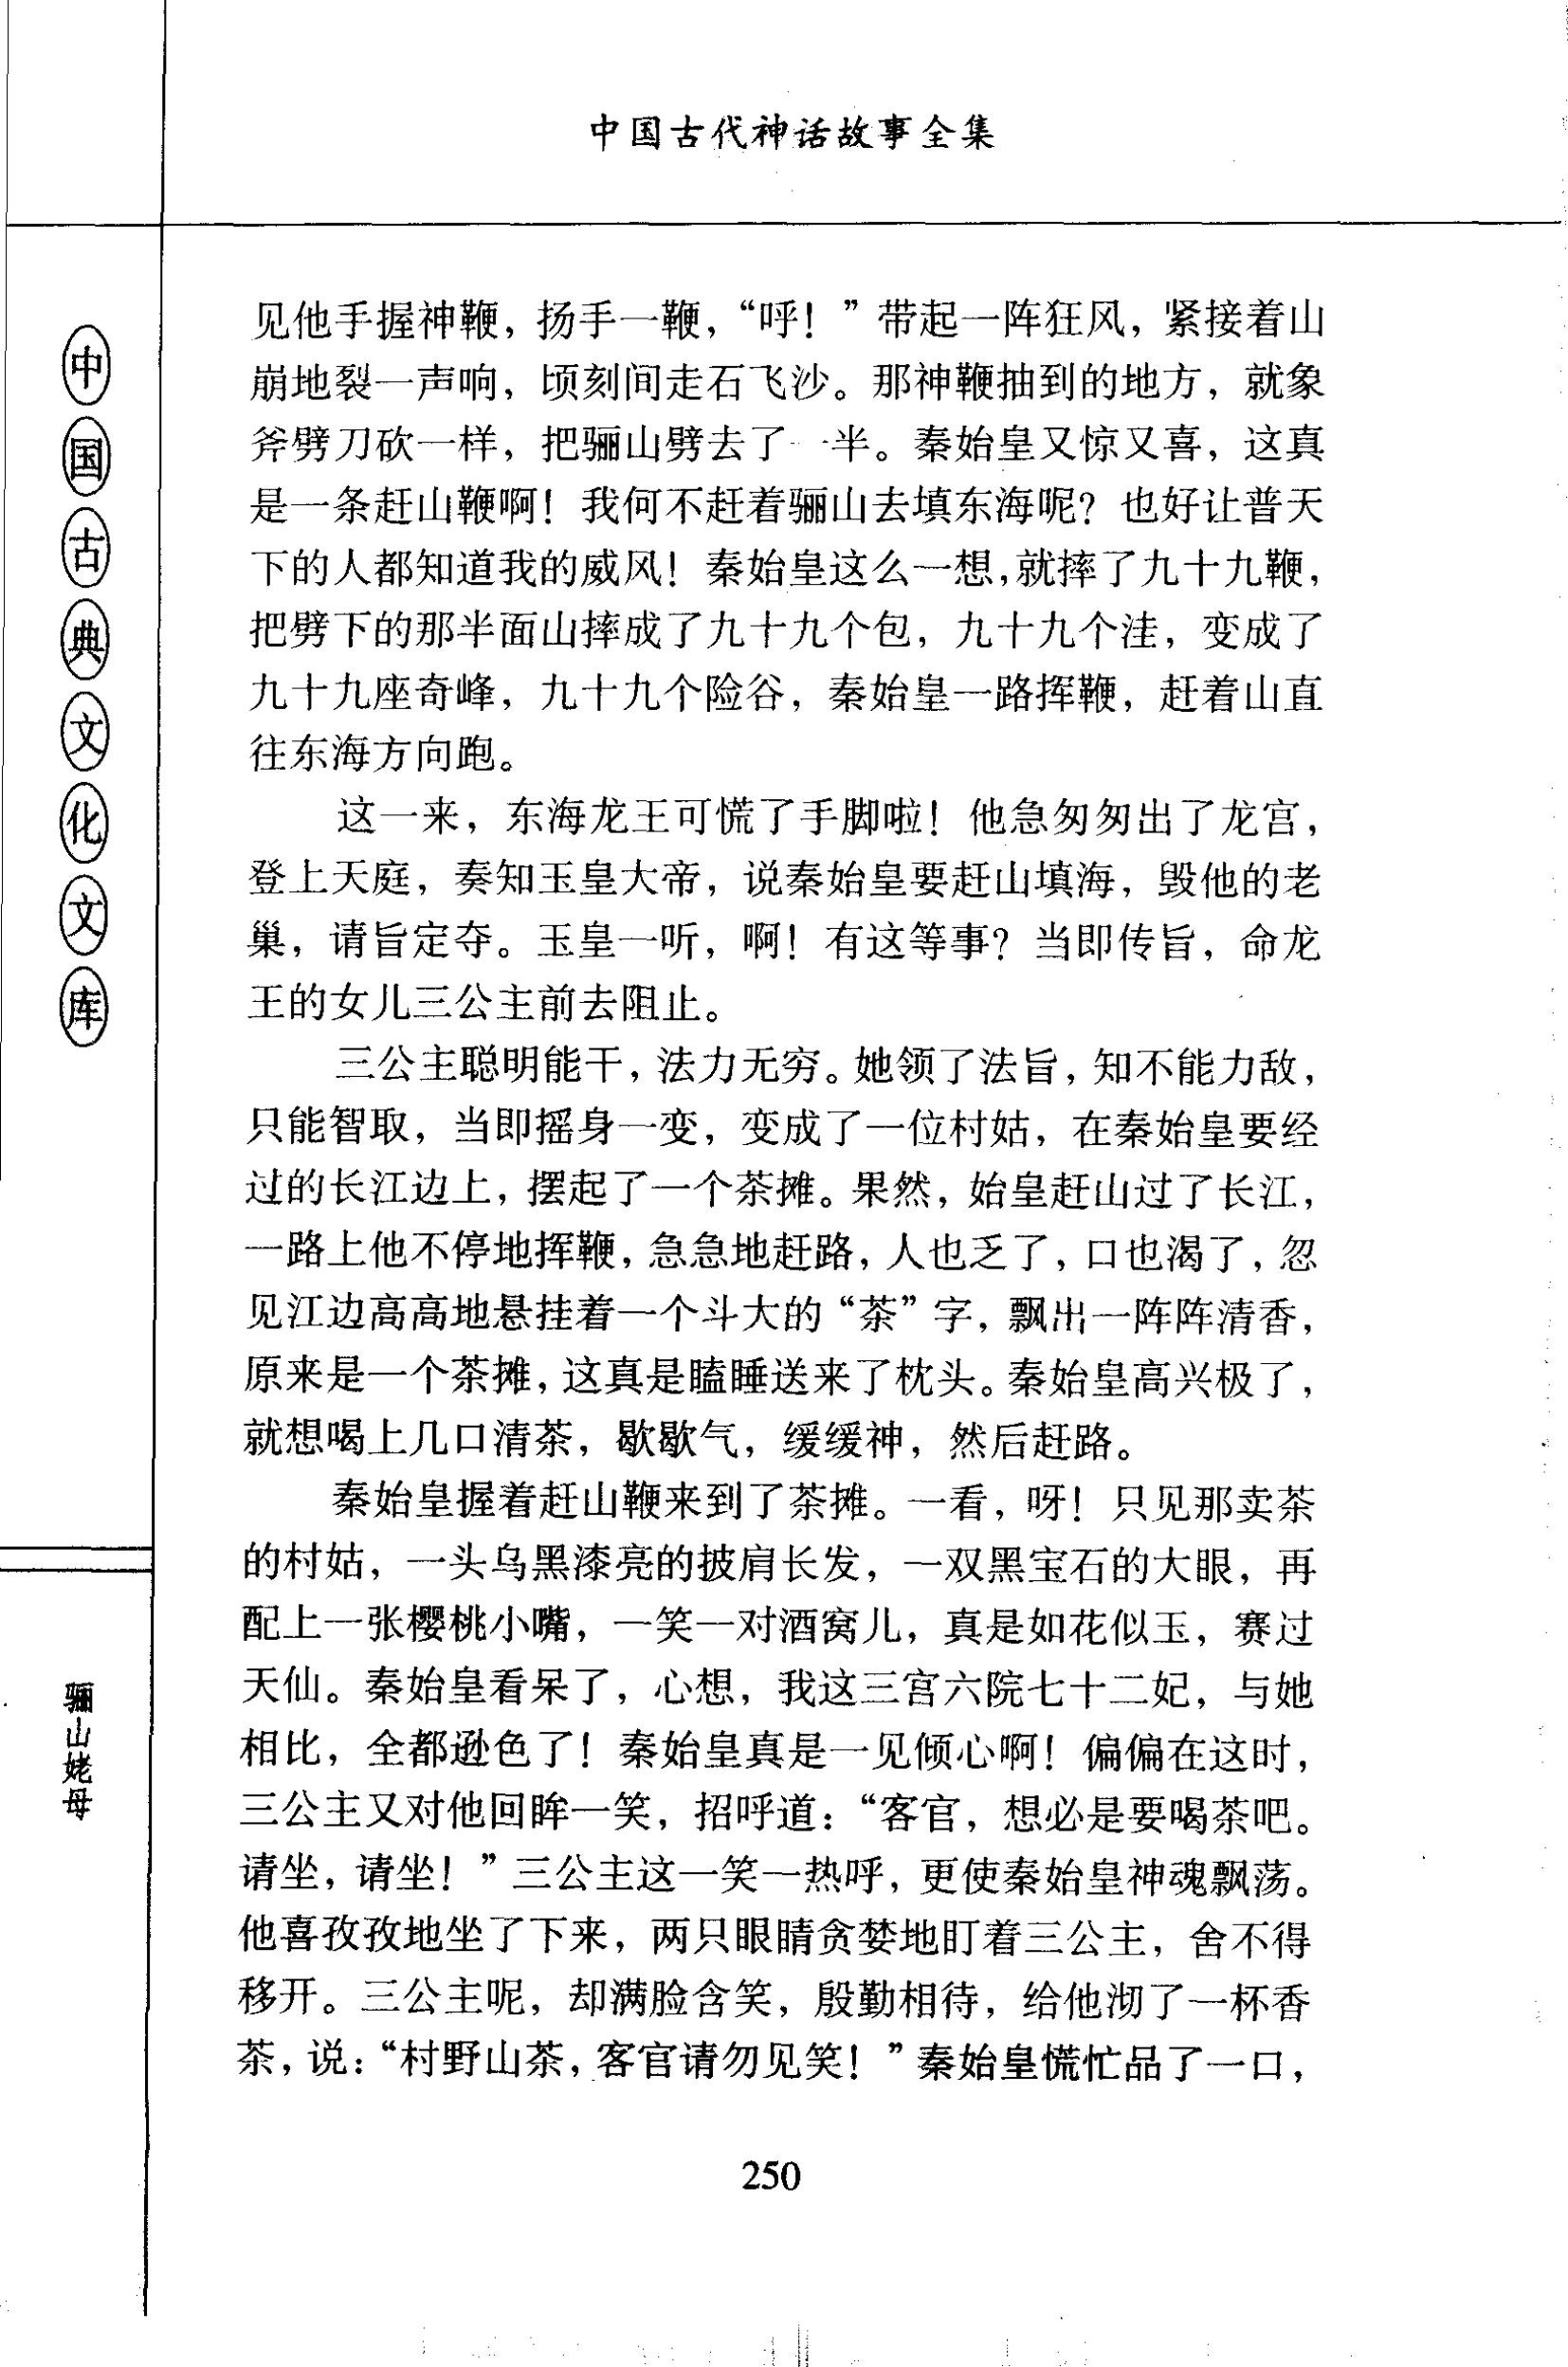 中国古代神话故事全集
中国古典文化文库
骊山姥母
见他手握神鞭，扬手一鞭，“呼！”带起一阵狂风，紧接着山
崩地裂一声响，顷刻间走石飞沙。那神鞭抽到的地方，就象
斧劈刀砍一样，把骊山劈去了一半。秦始皇又惊又喜，这真
是一条赶山鞭啊！我何不赶着骊山去填东海呢？也好让普天
下的人都知道我的威风！秦始皇这么一想，就摔了九十九鞭，
把劈下的那半面山摔成了九十九个包，九十九个洼，变成了
九十九座奇峰，九十九个险谷，秦始皇一路挥鞭，赶着山直
往东海方向跑。
这一来，东海龙王可慌了手脚啦！他急匆匆出了龙宫，
登上天庭，奏知玉皇大帝，说秦始皇要赶山填海，毁他的老
巢，请旨定夺。玉皇一听，啊！有这等事？当即传旨，命龙
王的女儿三公主前去阻止。
三公主聪明能干，法力无穷。她领了法旨，知不能力敌，
只能智取，当即摇身一变，变成了一位村姑，在秦始皇要经
过的长江边上，摆起了一个茶摊。果然，始皇赶山过了长江，
一路上他不停地挥鞭，急急地赶路，人也乏了，口也渴了，忽
见江边高高地悬挂着一个斗大的“茶”字，飘出一阵阵清香，
原来是一个茶摊，这真是瞌睡送来了枕头。秦始皇高兴极了，
就想喝上几口清茶，歇歇气，缓缓神，然后赶路。
秦始皇握着赶山鞭来到了茶摊。一看，呀！只见那卖茶
的村姑，一头乌黑漆亮的披肩长发，一双黑宝石的大眼，再
配上一张樱桃小嘴，一笑一对酒窝儿，真是如花似玉，赛过
天仙。秦始皇看呆了，心想，我这三宫六院七十二妃，与她
相比，全都逊色了！秦始皇真是一见倾心啊！偏偏在这时，
三公主又对他回眸一笑，招呼道：“客官，想必是要喝茶吧。
请坐，请坐！”三公主这一笑一热呼，更使秦始皇神魂飘荡。
他喜孜孜地坐了下来，两只眼睛贪婪地盯着三公主，舍不得
移开。三公主呢，却满脸含笑，殷勤相待，给他沏了一杯香
茶，说：“村野山茶，客官请勿见笑！”秦始皇慌忙品了一口，
250